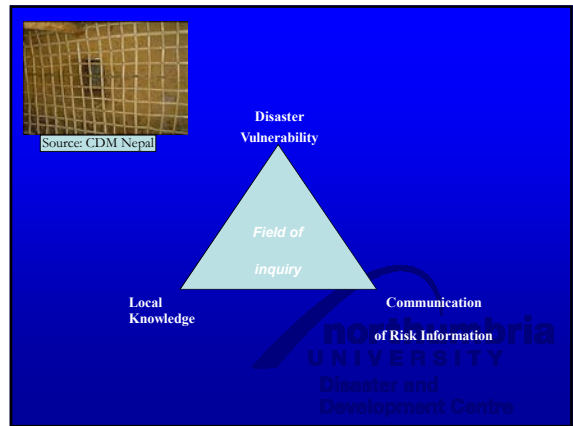 Source: CDM Nepal
Disaster
Vulnerability
Field of
inquiry
Local
Knowledge
Communication
of Risk Information
northumbria
UNIVERSITY
Disaster and
Development Centre